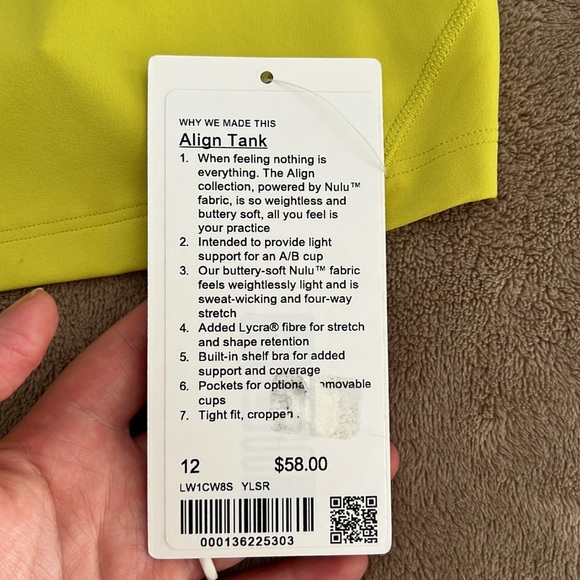 WHY WE MADE THIS
Align Tank
1. When feeling nothing is
everything. The Align
collection, powered by Nulu™
fabric, is so weightless and
buttery soft, all you feel is
your practice
2. Intended to provide light
support for an A/B cup
3. Our buttery-soft Nulu™ fabric
feels weightlessly light and is
sweat-wicking and four-way
stretch
4. Added Lycra® fibre for stretch
and shape retention
5. Built-in shelf bra for added
support and coverage
6. Pockets for
cups
7. Tight fit,
12 $58.00
LW1CW8S YLSR
000136225303